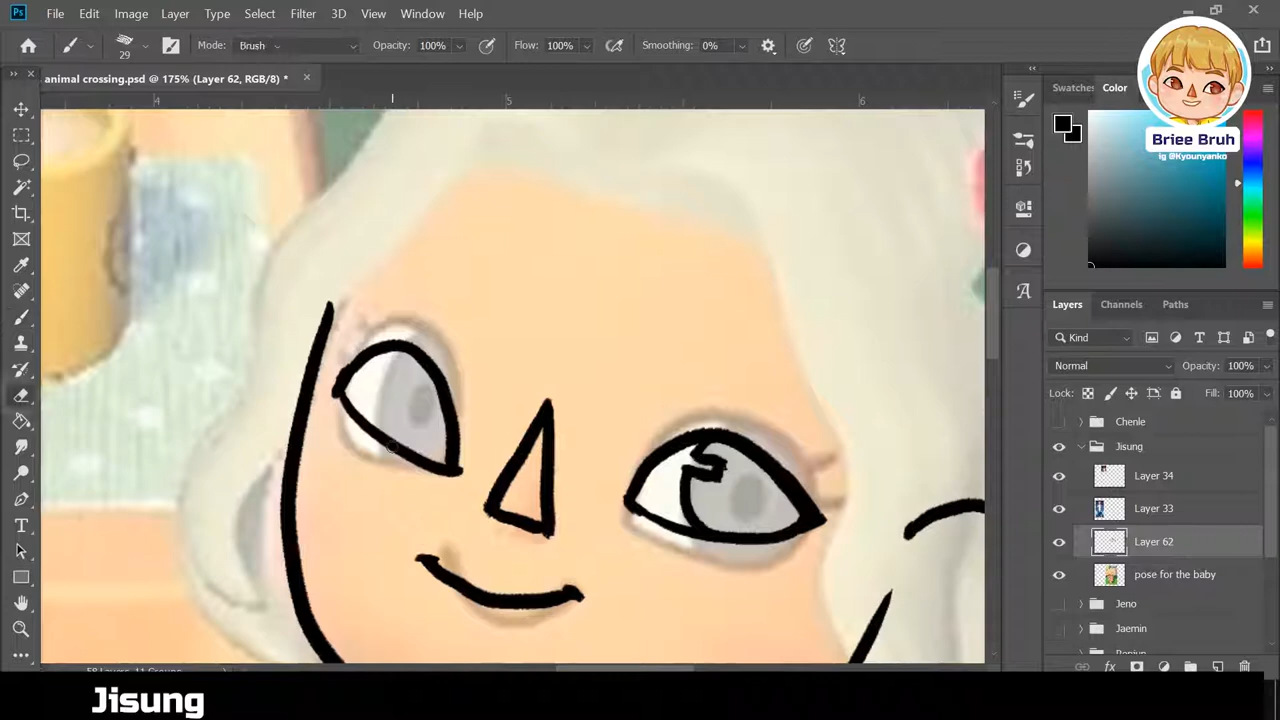 Ps File Edit Image Layer Type Select Filter 3D View Window Help
29 Mode: Brush Opacity: 100% Flow: 100% Smoothing: 0%
animal crossing.psd @ 175% (Layer 62, RGB/8) *
4 5 6
Briee Bruh
ig @Kyounyanko
Swatches Color
Layers Channels Paths
Kind
Normal Opacity: 100%
Lock: Fill: 100%
Chenle
Jisung
Layer 34
Layer 33
Layer 62
pose for the baby
Jeno
Jaemin
fx
Jisung